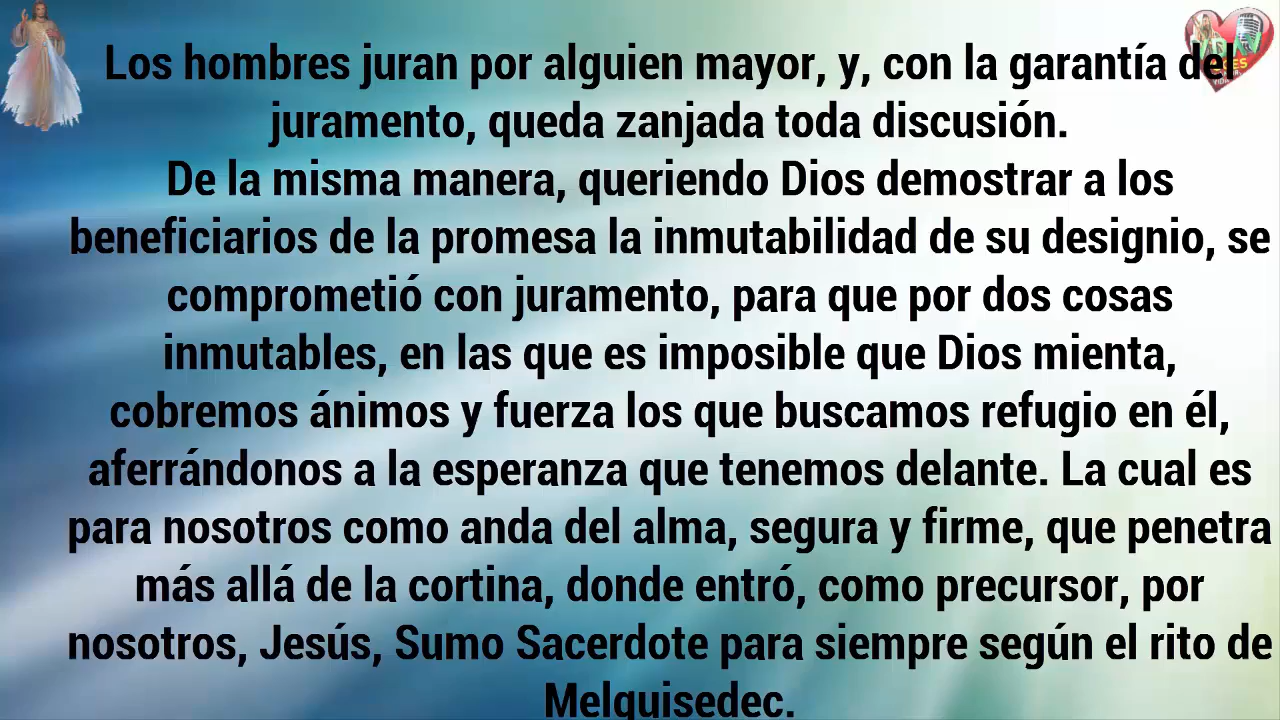 Los hombres juran por alguien mayor, y, con la garantía del
juramento, queda zanjada toda discusión.
De la misma manera, queriendo Dios demostrar a los
beneficiarios de la promesa la inmutabilidad de su designio, se
comprometió con juramento, para que por dos cosas
inmutables, en las que es imposible que Dios mienta,
cobremos ánimos y fuerza los que buscamos refugio en él,
aferrándonos a la esperanza que tenemos delante. La cual es
para nosotros como anda del alma, segura y firme, que penetra
más allá de la cortina, donde entró, como precursor, por
nosotros, Jesús, Sumo Sacerdote para siempre según el rito de
Melquisedec.